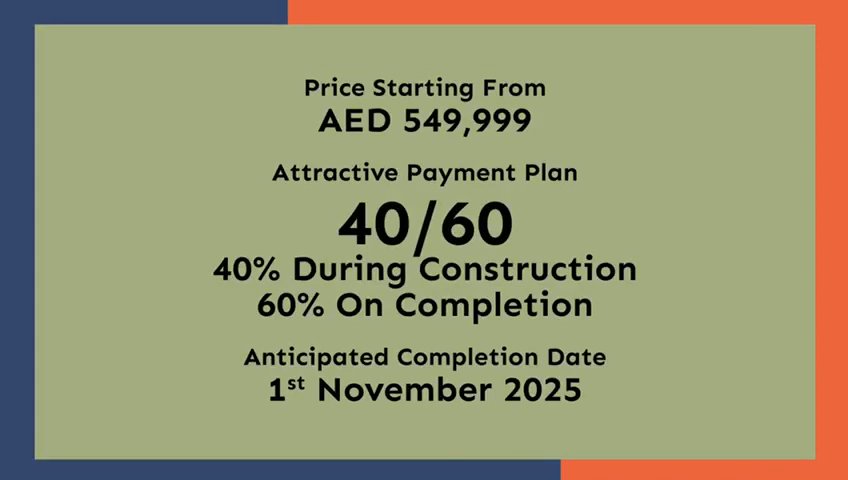 Price Starting From
AED 549,999
Attractive Payment Plan
40/60
40% During Construction
60% On Completion
Anticipated Completion Date
1st November 2025